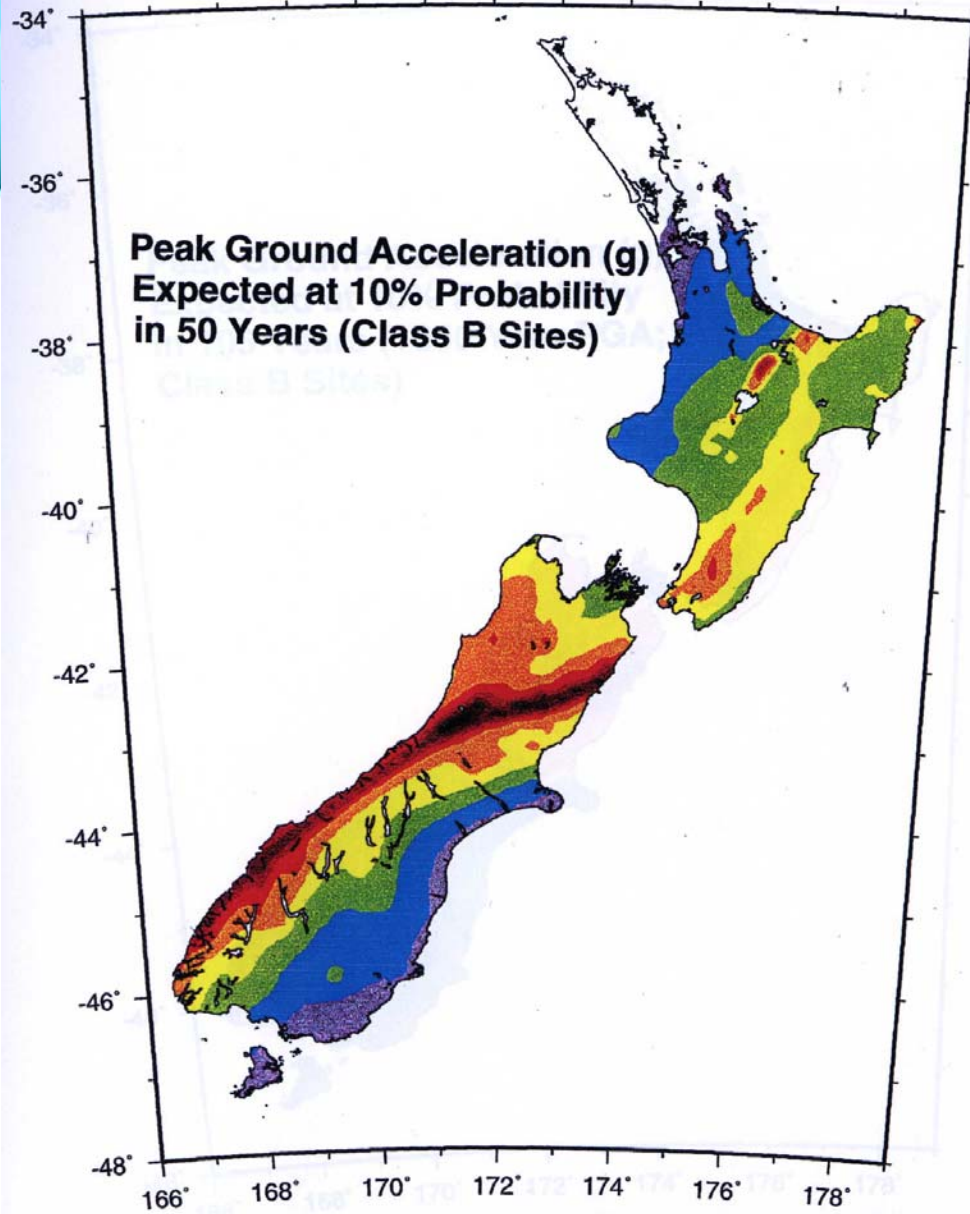 -34°
-36°
Peak Ground Acceleration (g)
Expected at 10% Probability
in 50 Years (Class B Sites)
-38°
-40°
-42°
-44°
-46°
-48°
166° 168° 170° 172° 174° 176° 178°